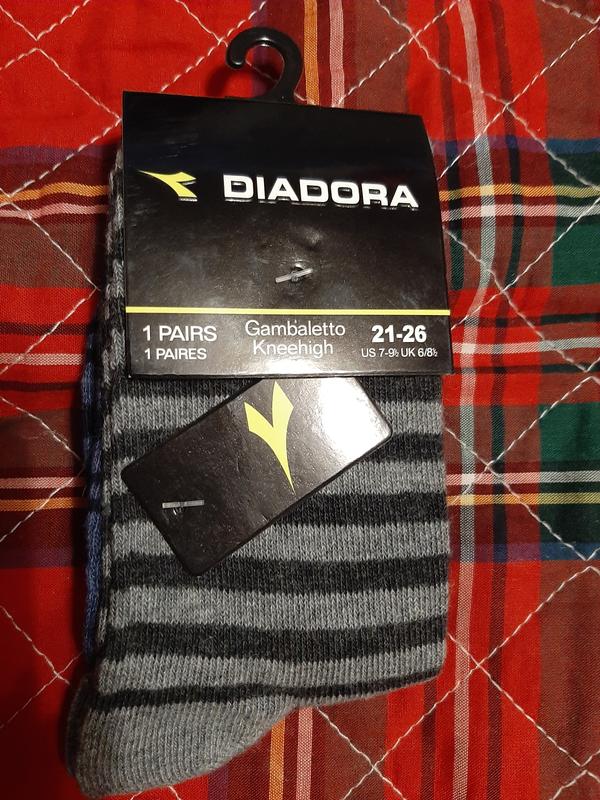 DIADORA
1 PAIRS
1 PAIRES
Gambaletto
Kneehigh
21-26
US 7-9½ UK 6/8½